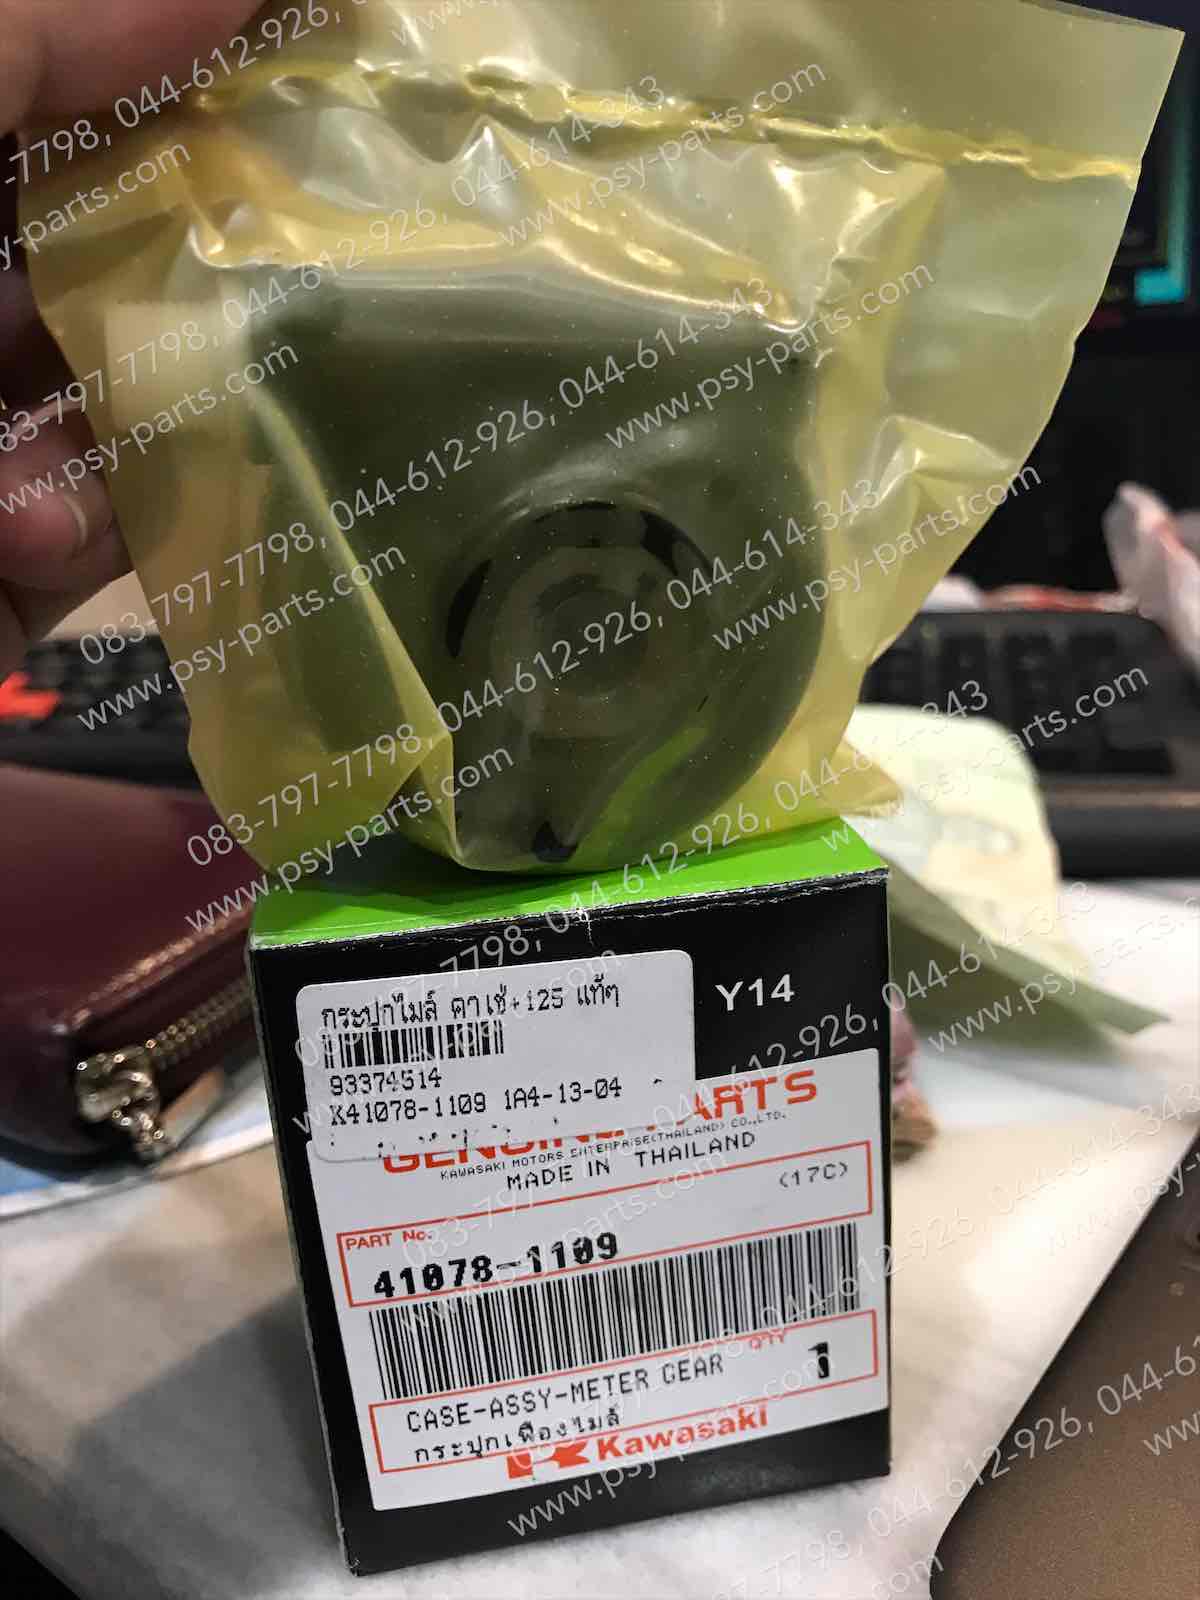 083-797-7798, 044-612-926, 044-614-343
www.psy-parts.com
กระปุกไมล์ คาเซ่+125 แท้ๆ
93374514
K41078-1109 1A4-13-04
Y14
GENUINE PARTS
KAWASAKI MOTORS ENTERPRISE(THAILAND) CO.,LTD.
MADE IN THAILAND
(17C)
PART No.
41078-1109
CASE-ASSY-METER GEAR
QTY
1
กระปุกเฟืองไมล์
Kawasaki